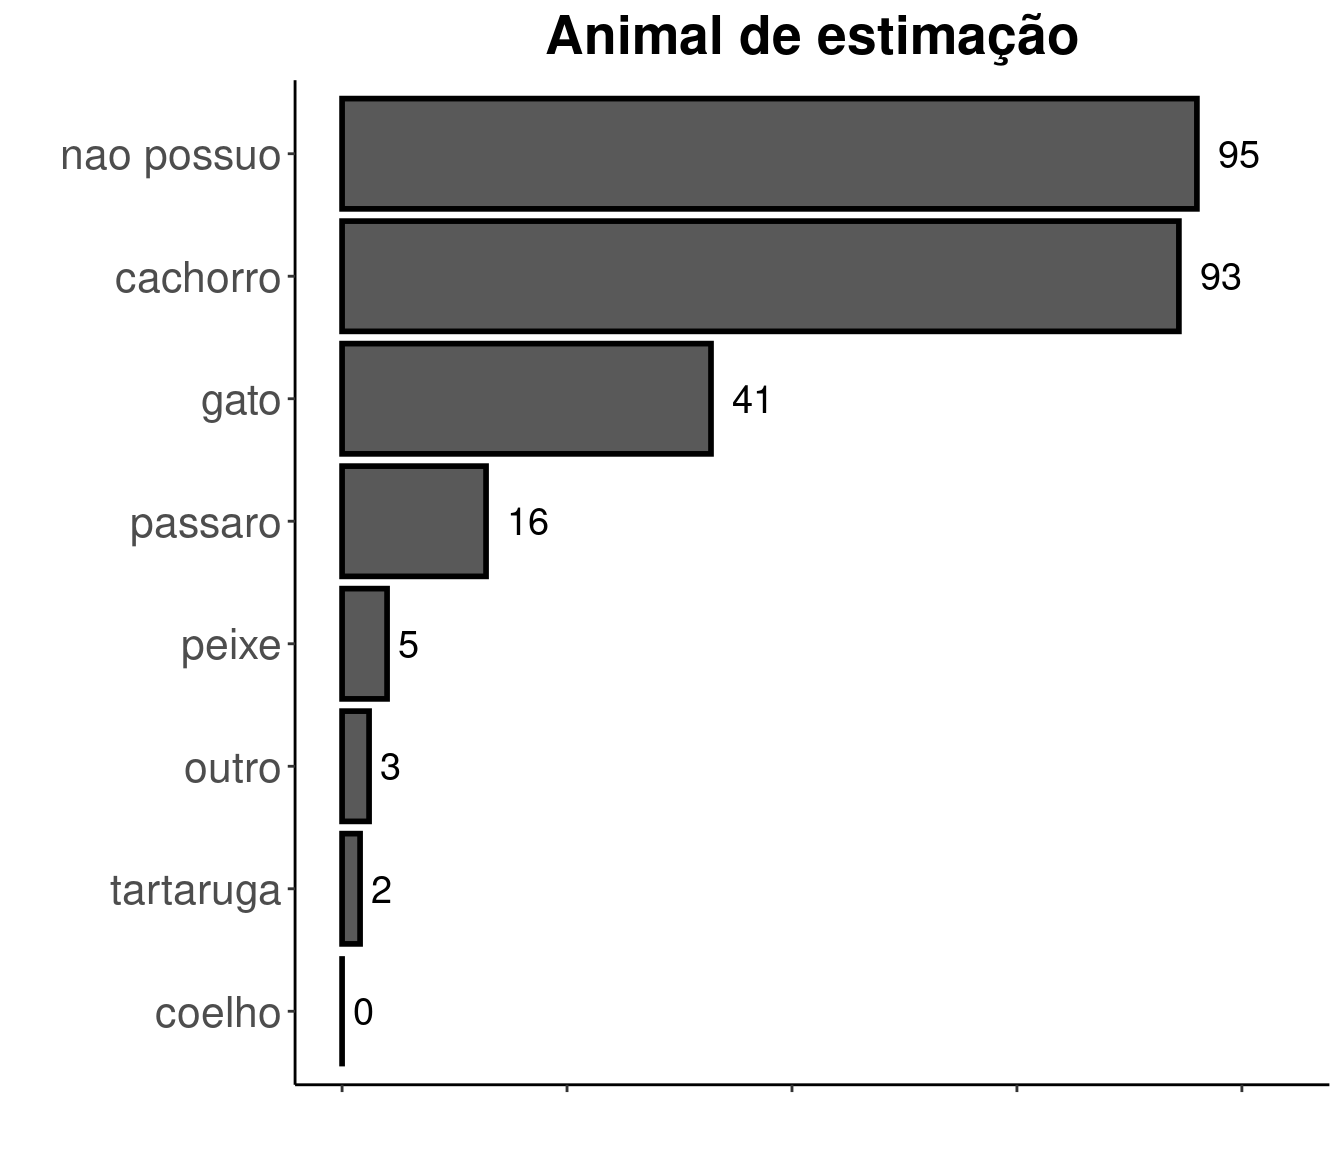 Animal de estimação
nao possuo 95
cachorro 93
gato 41
passaro 16
peixe 5
outro 3
tartaruga 2
coelho 0